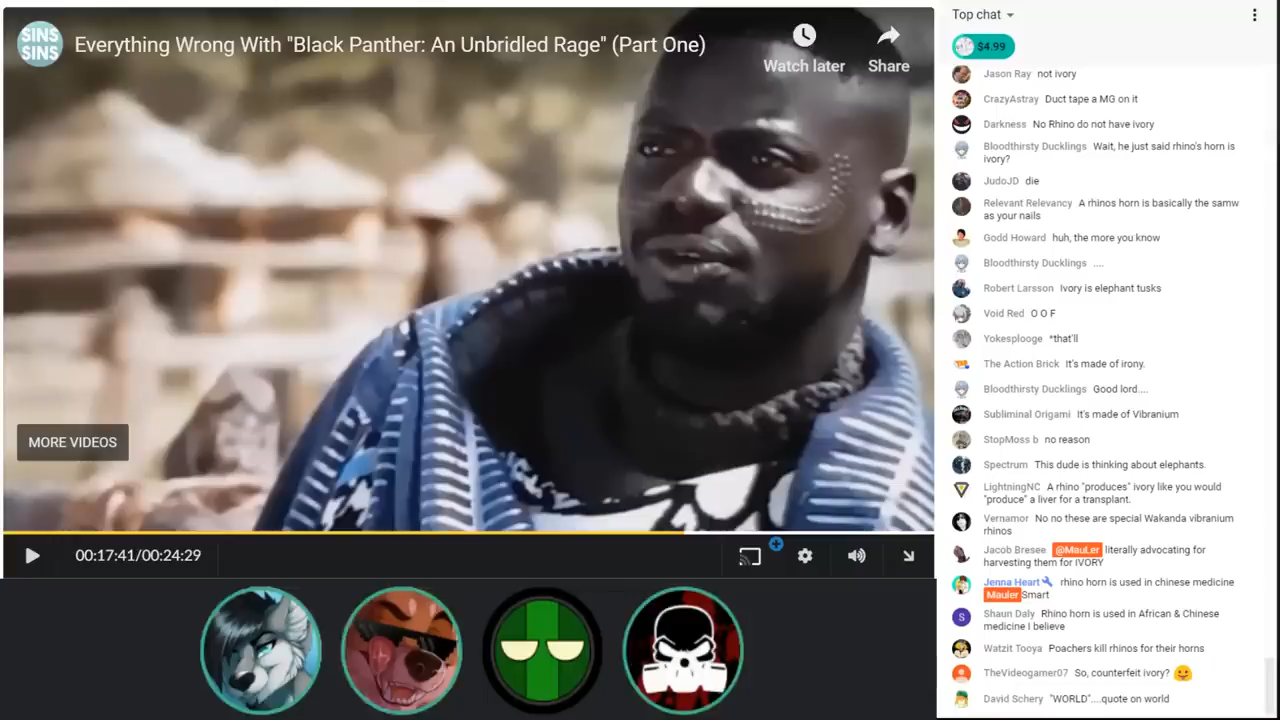 SINS
SINS
Everything Wrong With "Black Panther: An Unbridled Rage" (Part One)
Watch later
Share
MORE VIDEOS
00:17:41/00:24:29
Top chat
$4.99
Jason Ray not ivory
CrazyAstray Duct tape a MG on it
Darkness No Rhino do not have ivory
Bloodthirsty Ducklings Wait, he just said rhino's horn is
ivory?
JudoJD die
Relevant Relevancy A rhinos horn is basically the samw
as your nails
Godd Howard huh, the more you know
Bloodthirsty Ducklings ....
Robert Larsson Ivory is elephant tusks
Void Red O O F
Yokesplooge *that'll
The Action Brick It's made of irony.
Bloodthirsty Ducklings Good lord....
Subliminal Origami It's made of Vibranium
StopMoss b no reason
Spectrum This dude is thinking about elephants.
LightningNC A rhino "produces" ivory like you would
"produce" a liver for a transplant.
Vernamor No no these are special Wakanda vibranium
rhinos
Jacob Bresee @MauLer literally advocating for
harvesting them for IVORY
Jenna Heart rhino horn is used in chinese medicine
Mauler Smart
S
Shaun Daly Rhino horn is used in African & Chinese
medicine I believe
Watzit Tooya Poachers kill rhinos for their horns
TheVideogamer07 So, counterfeit ivory? 🤗
David Schery "WORLD"....quote on world